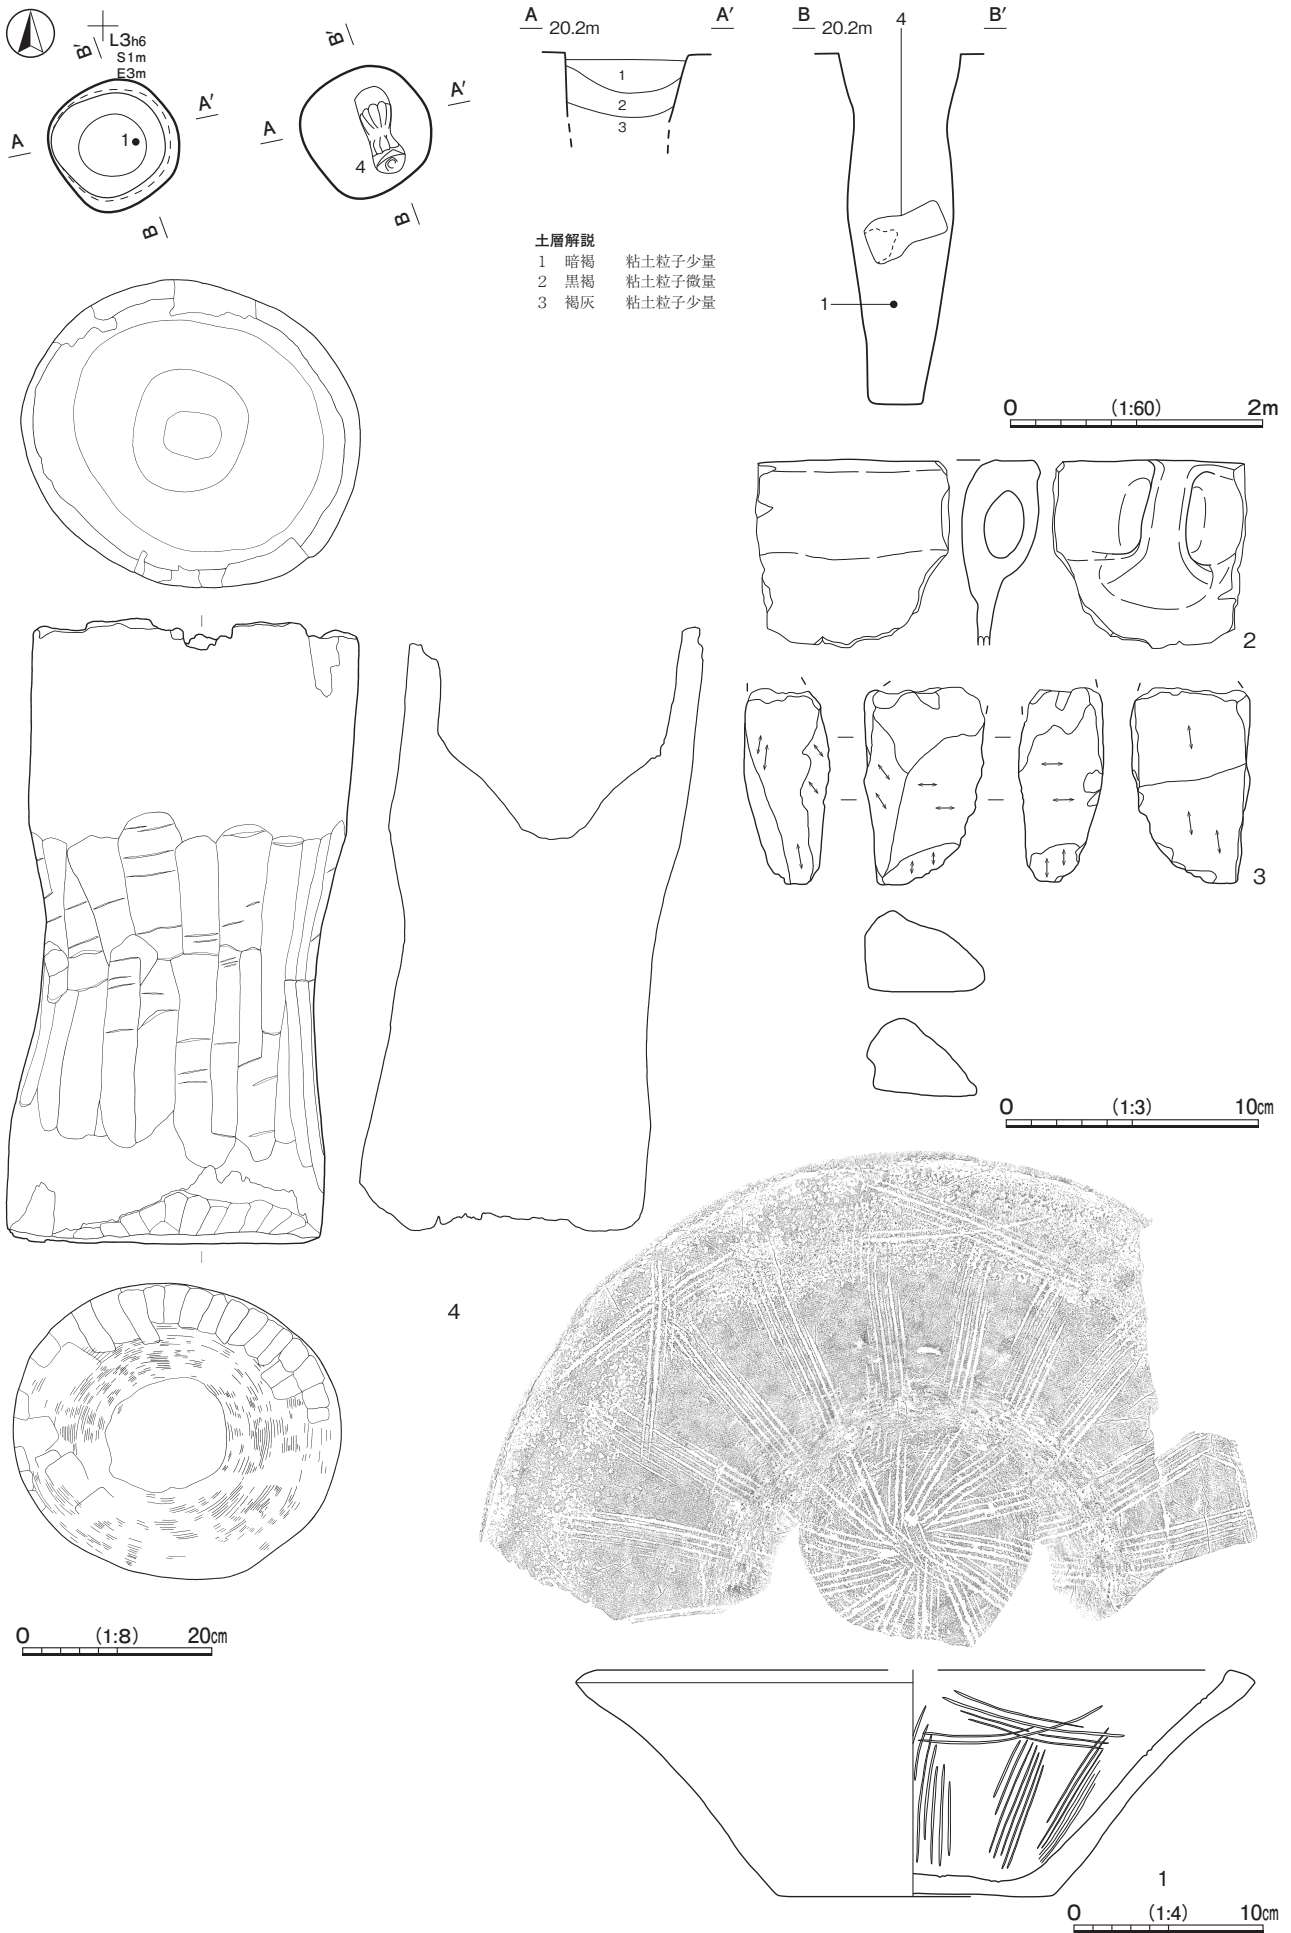 L3h6
S1m
E3m
B'
A'
A
1
B
B'
A'
A
4
B
A 20.2m A'
1
2
3
B 20.2m 4 B'
1
土層解説
1 暗褐 粘土粒子少量
2 黒褐 粘土粒子微量
3 褐灰 粘土粒子少量
0 (1:60) 2m
2
3
0 (1:3) 10cm
4
0 (1:8) 20cm
1
0 (1:4) 10cm